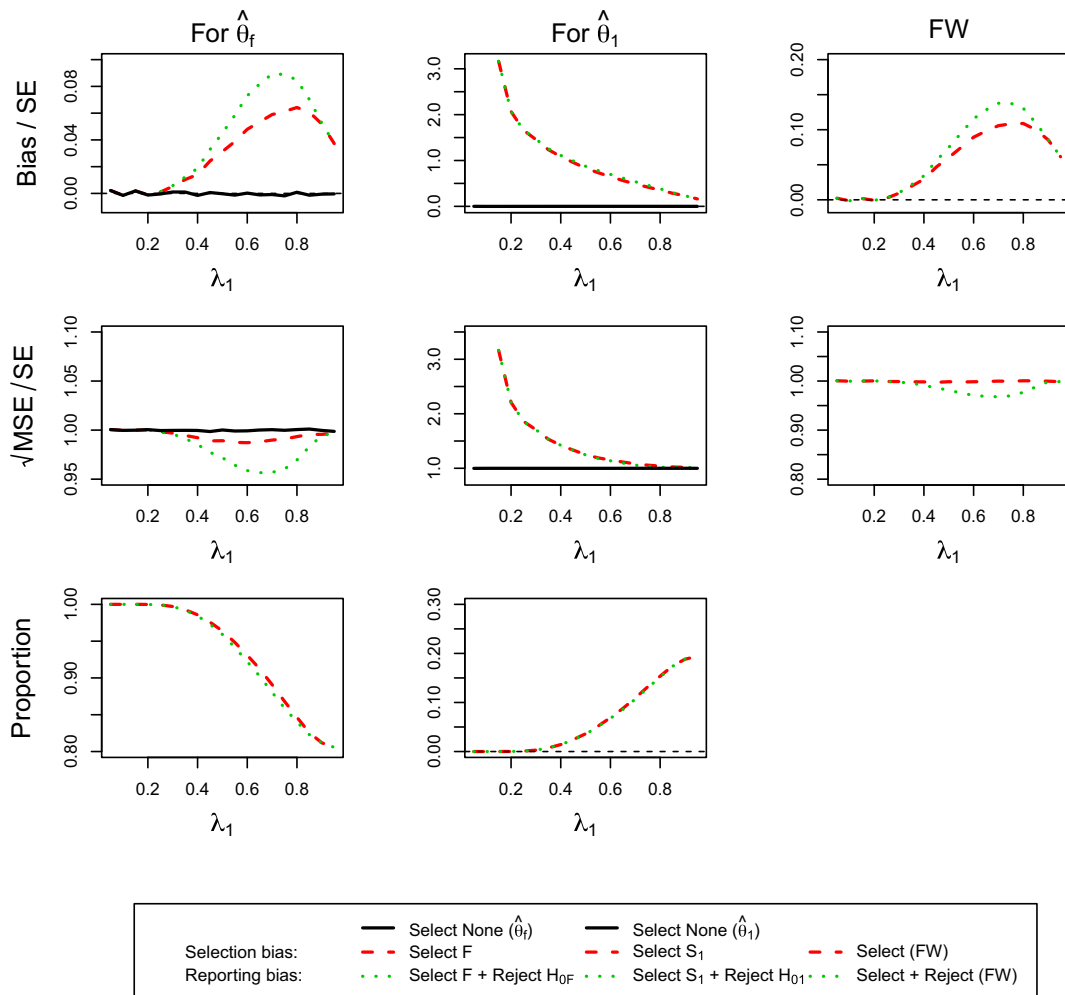 For θ̂f
For θ̂1
FW
Bias / SE
0.00 0.04 0.08
0.2 0.4 0.6 0.8
λ1
0.0 1.0 2.0 3.0
0.2 0.4 0.6 0.8
λ1
0.00 0.10 0.20
0.2 0.4 0.6 0.8
λ1
√MSE / SE
0.95 1.00 1.05 1.10
0.2 0.4 0.6 0.8
λ1
1.0 2.0 3.0
0.2 0.4 0.6 0.8
λ1
0.80 0.90 1.00 1.10
0.2 0.4 0.6 0.8
λ1
Proportion
0.80 0.90 1.00
0.2 0.4 0.6 0.8
λ1
0.00 0.10 0.20 0.30
0.2 0.4 0.6 0.8
λ1
Select None (θ̂f) Select None (θ̂1)
Selection bias: Select F Select S1 Select (FW)
Reporting bias: Select F + Reject H0F Select S1 + Reject H01 Select + Reject (FW)